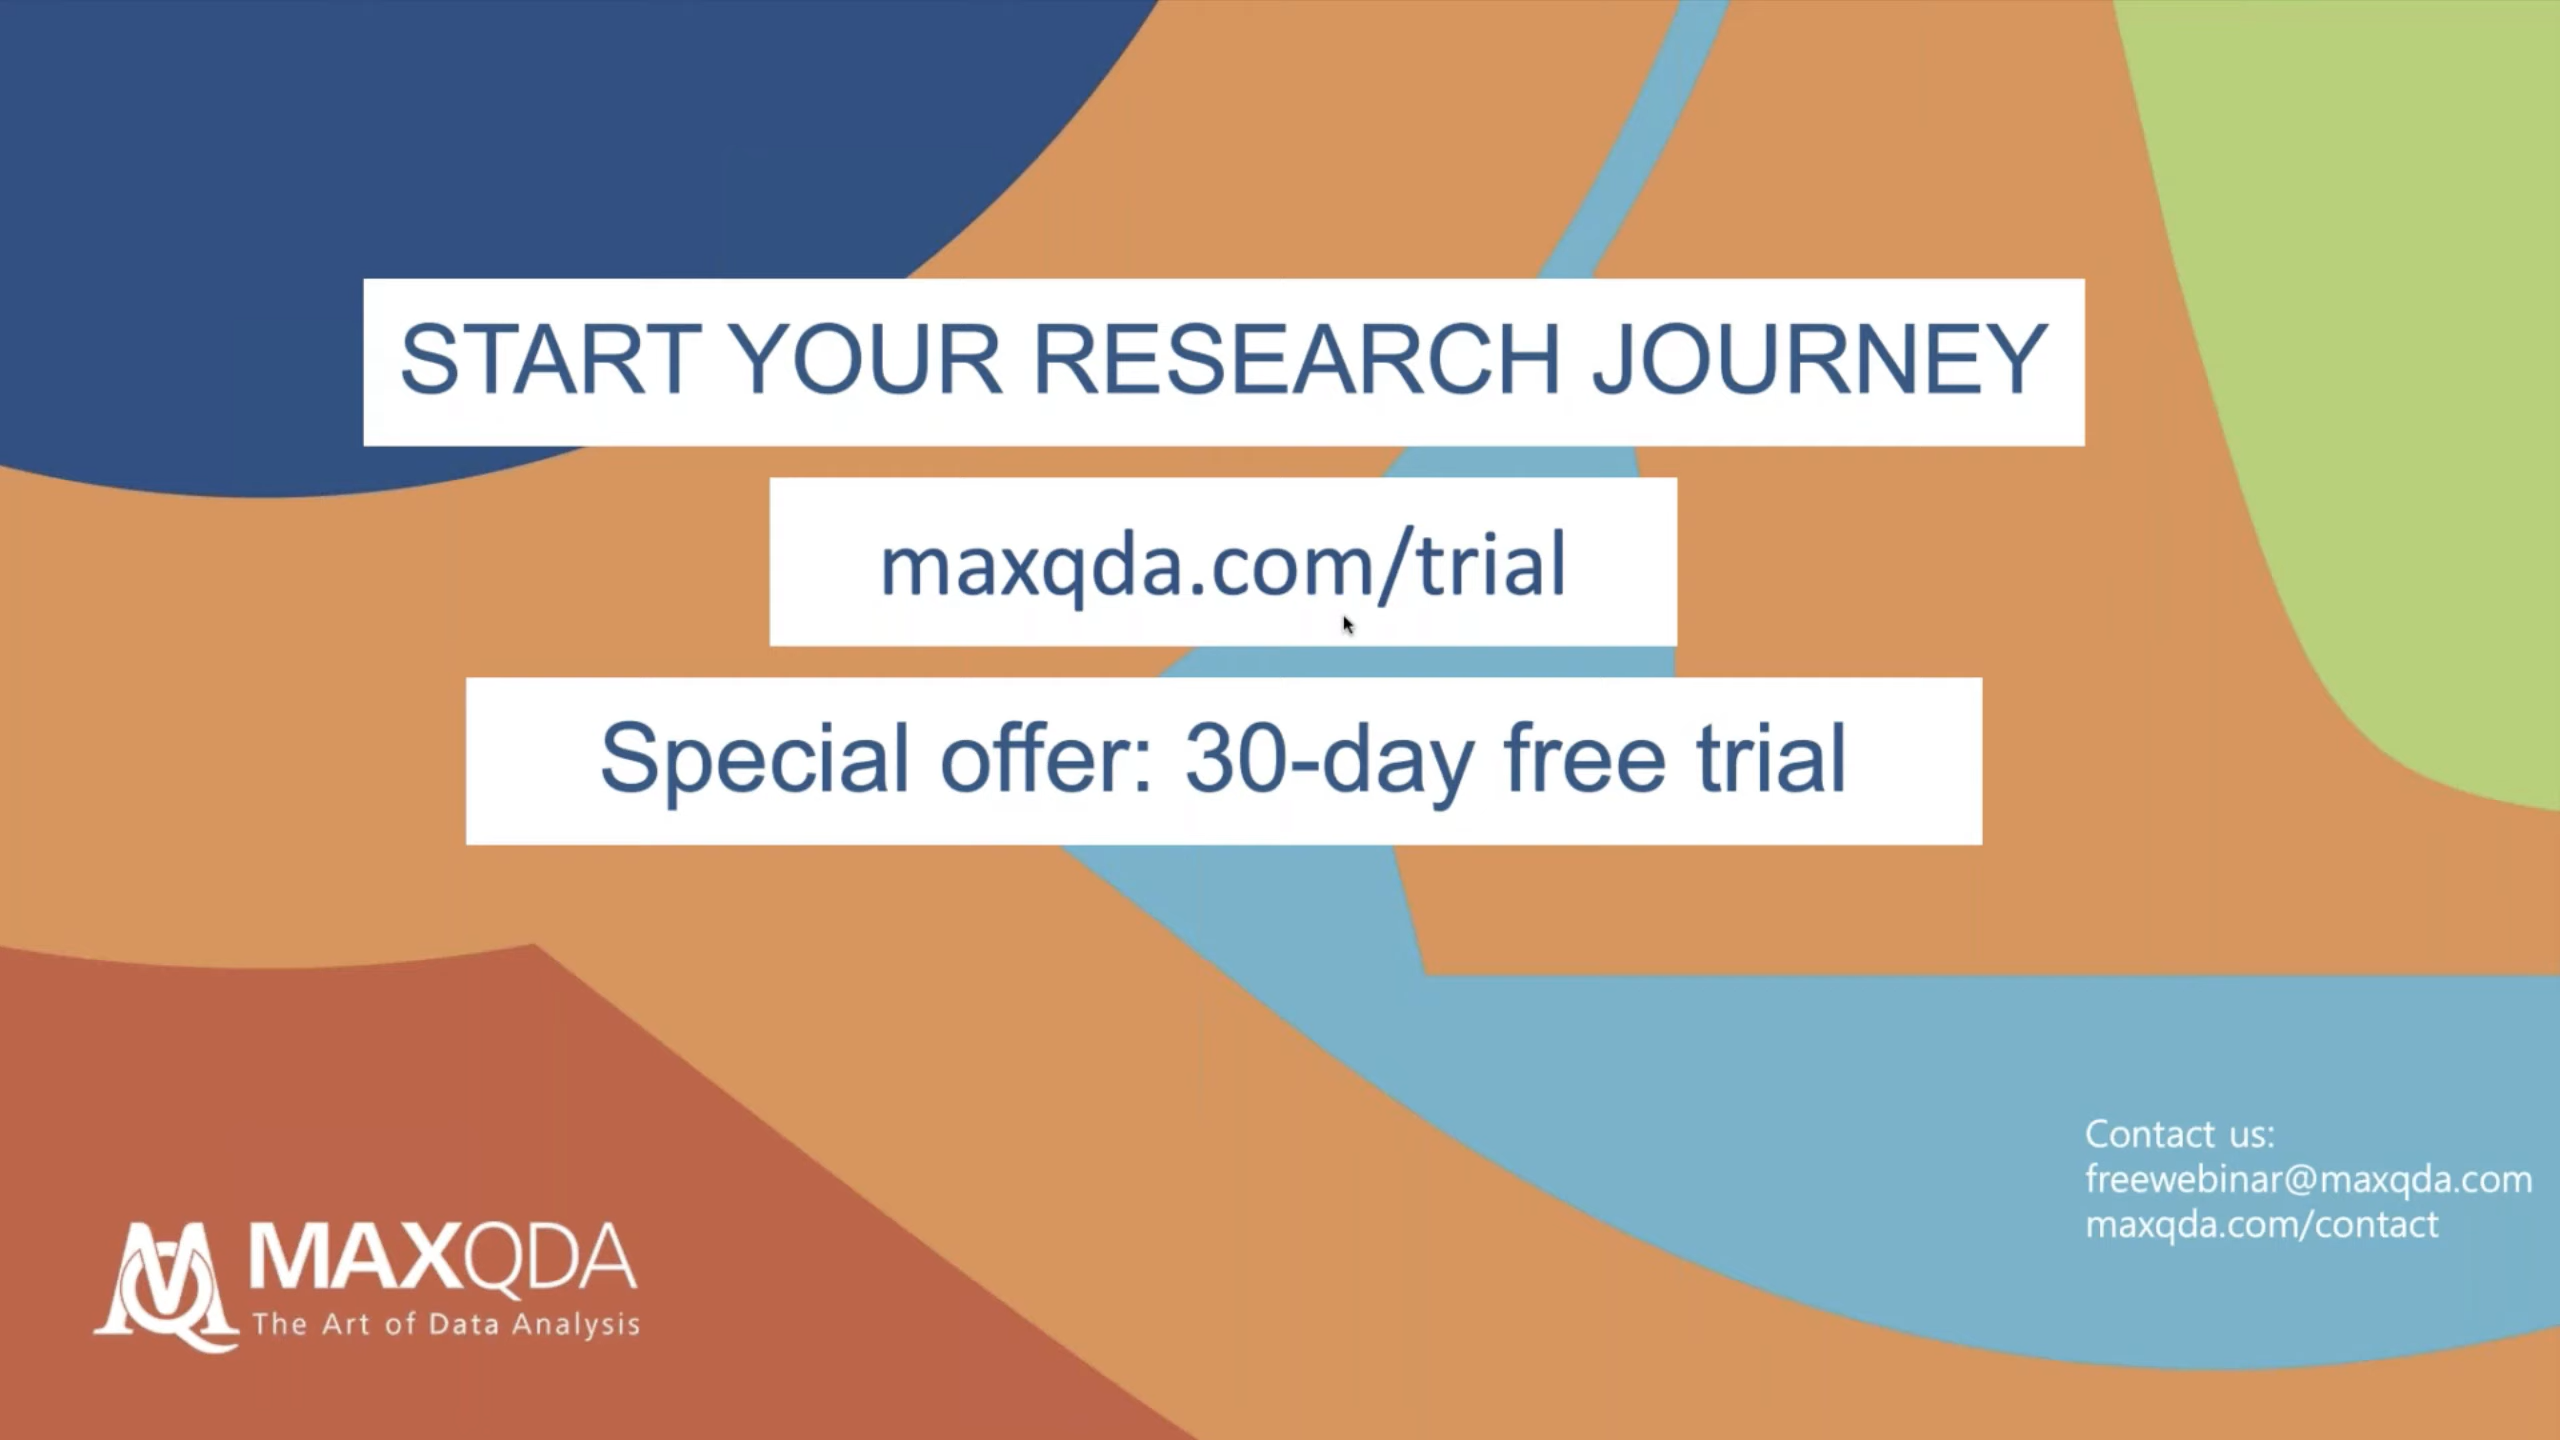 START YOUR RESEARCH JOURNEY
maxqda.com/trial
Special offer: 30-day free trial
Contact us:
freewebinar@maxqda.com
maxqda.com/contact
MAXQDA
The Art of Data Analysis